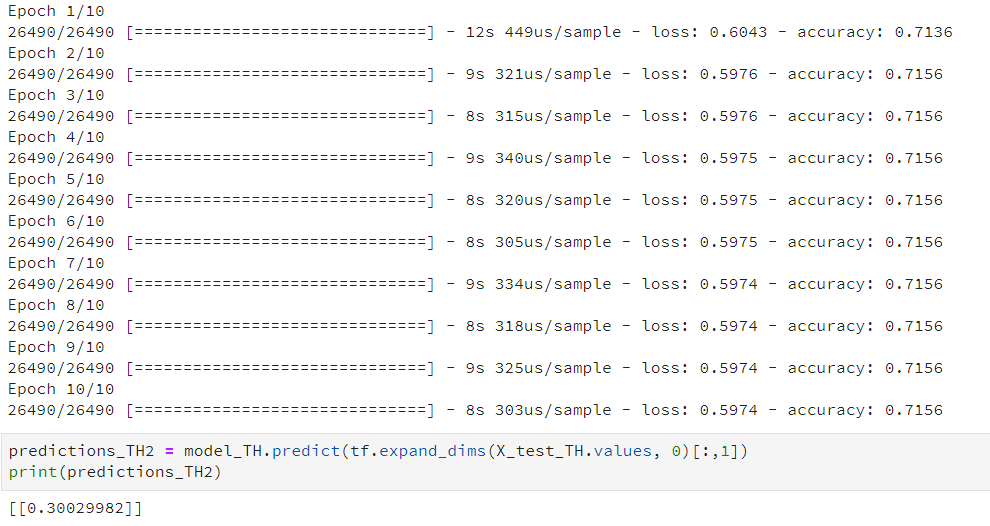 Epoch 1/10
26490/26490 [==============================] - 12s 449us/sample - loss: 0.6043 - accuracy: 0.7136
Epoch 2/10
26490/26490 [==============================] - 9s 321us/sample - loss: 0.5976 - accuracy: 0.7156
Epoch 3/10
26490/26490 [==============================] - 8s 315us/sample - loss: 0.5976 - accuracy: 0.7156
Epoch 4/10
26490/26490 [==============================] - 9s 340us/sample - loss: 0.5975 - accuracy: 0.7156
Epoch 5/10
26490/26490 [==============================] - 8s 320us/sample - loss: 0.5975 - accuracy: 0.7156
Epoch 6/10
26490/26490 [==============================] - 8s 305us/sample - loss: 0.5975 - accuracy: 0.7156
Epoch 7/10
26490/26490 [==============================] - 9s 334us/sample - loss: 0.5974 - accuracy: 0.7156
Epoch 8/10
26490/26490 [==============================] - 8s 318us/sample - loss: 0.5974 - accuracy: 0.7156
Epoch 9/10
26490/26490 [==============================] - 9s 325us/sample - loss: 0.5974 - accuracy: 0.7156
Epoch 10/10
26490/26490 [==============================] - 8s 303us/sample - loss: 0.5974 - accuracy: 0.7156
predictions_TH2 = model_TH.predict(tf.expand_dims(X_test_TH.values, 0)[:,1])
print(predictions_TH2)
[[0.30029982]]